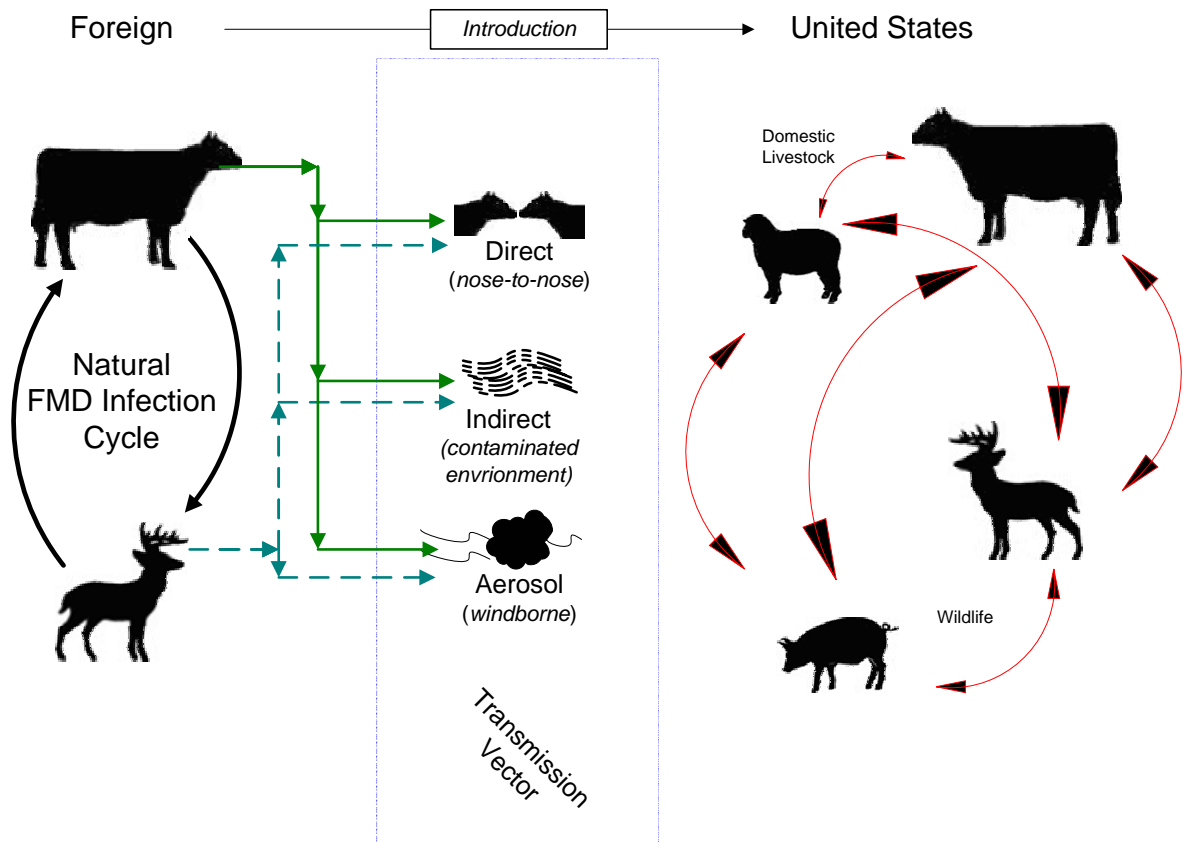 Foreign
Introduction
United States
Domestic
Livestock
Direct
(nose-to-nose)
Natural
FMD Infection
Cycle
Indirect
(contaminated
envrionment)
Aerosol
(windborne)
Wildlife
Transmission
Vector